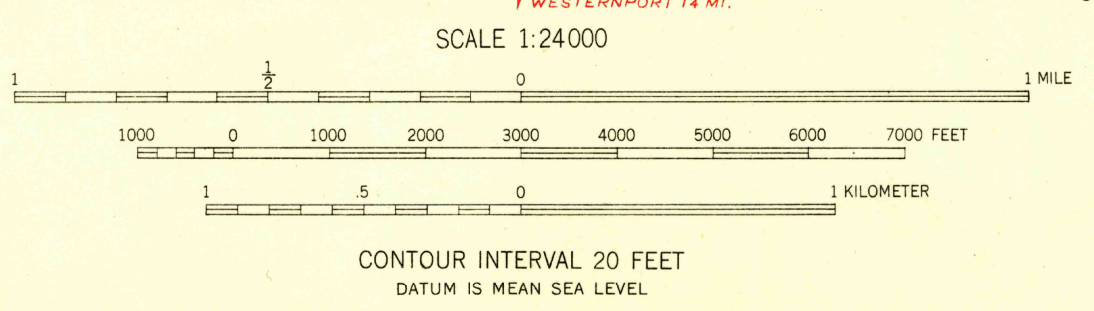 WESTERNPORT 14 MI.
SCALE 1:24000
1 1/2 0 1 MILE
1000 0 1000 2000 3000 4000 5000 6000 7000 FEET
1 .5 0 1 KILOMETER
CONTOUR INTERVAL 20 FEET
DATUM IS MEAN SEA LEVEL